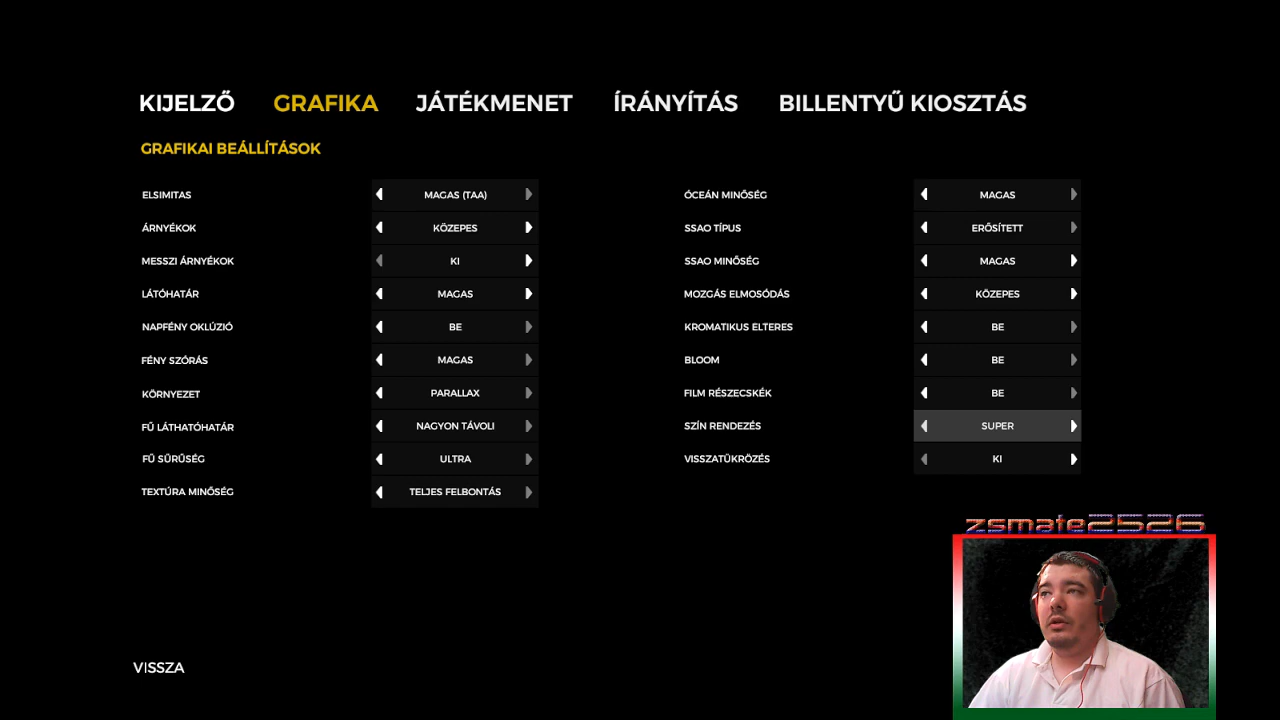 KIJELZŐ GRAFIKA JÁTÉKMENET ÍRÁNYÍTÁS BILLENTYŰ KIOSZTÁS
GRAFIKAI BEÁLLÍTÁSOK
ELSIMITAS MAGAS (TAA)
ÁRNYÉKOK KÖZEPES
MESSZI ÁRNYÉKOK KI
LÁTÓHATÁR MAGAS
NAPFÉNY OKLÚZIÓ BE
FÉNY SZÓRÁS MAGAS
KÖRNYEZET PARALLAX
FŰ LÁTHATÓHATÁR NAGYON TÁVOLI
FŰ SŰRŰSÉG ULTRA
TEXTÚRA MINŐSÉG TELJES FELBONTÁS
ÓCEÁN MINŐSÉG MAGAS
SSAO TÍPUS ERŐSÍTETT
SSAO MINŐSÉG MAGAS
MOZGÁS ELMOSÓDÁS KÖZEPES
KROMATIKUS ELTERES BE
BLOOM BE
FILM RÉSZECSKÉK BE
SZÍN RENDEZÉS SUPER
VISSZATÜKRÖZÉS KI
zsmate2526
VISSZA